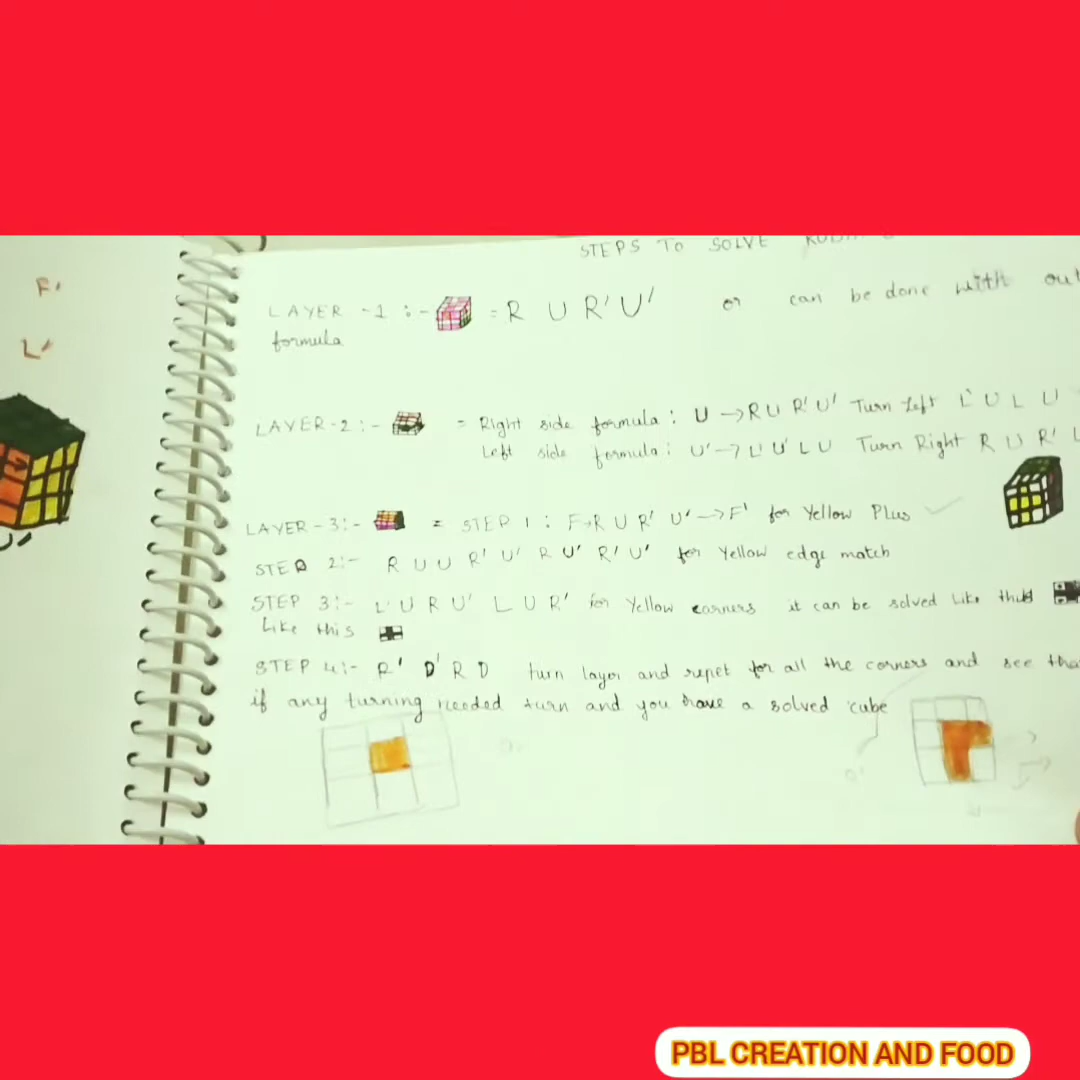 STEPS TO SOLVE
F'
LAYER -1 :- = R U R' U' or can be done with out
formula
L'
LAYER-2 :- = Right side formula : U → R U R' U' Turn Left L' U L U
Left side formula : U' → L' U' L U Turn Right R U R'
LAYER -3:- = STEP 1 : F → R U R' U' → F' for Yellow Plus
STEP 2:- R U U R' U' R U' R' U' for Yellow edge match
STEP 3:- L' U R U' L U R' for Yellow corners it can be solved like this
Like this
STEP 4:- R' D' R D turn layer and repet for all the corners and see
if any turning needed turn and you have a solved cube
PBL CREATION AND FOOD